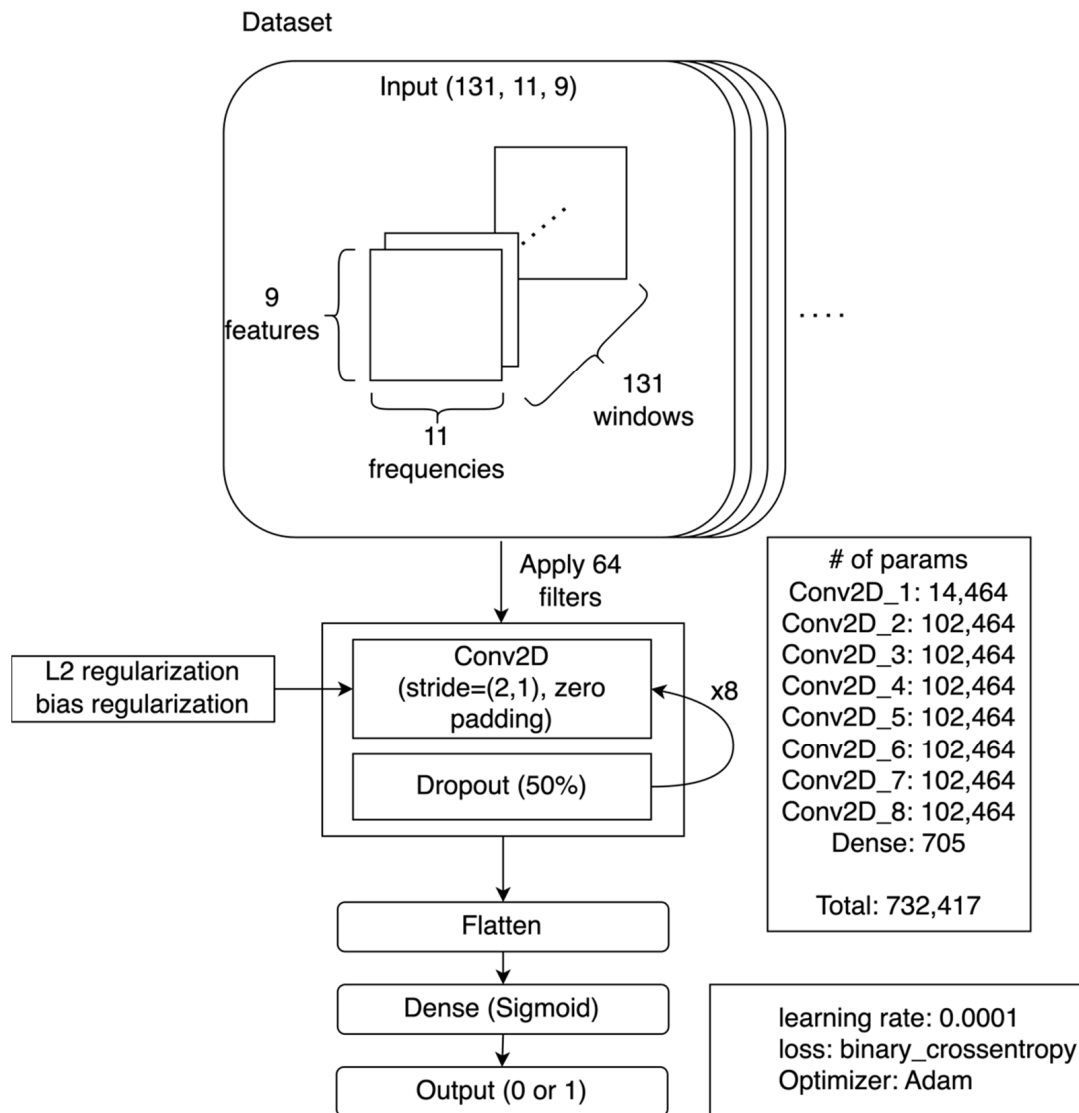 Dataset
Input (131, 11, 9)
9
features
11
frequencies
131
windows
....
Apply 64
filters
L2 regularization
bias regularization
Conv2D
(stride=(2,1), zero
padding)
x8
Dropout (50%)
Flatten
Dense (Sigmoid)
Output (0 or 1)
# of params
Conv2D_1: 14,464
Conv2D_2: 102,464
Conv2D_3: 102,464
Conv2D_4: 102,464
Conv2D_5: 102,464
Conv2D_6: 102,464
Conv2D_7: 102,464
Conv2D_8: 102,464
Dense: 705
Total: 732,417
learning rate: 0.0001
loss: binary_crossentropy
Optimizer: Adam